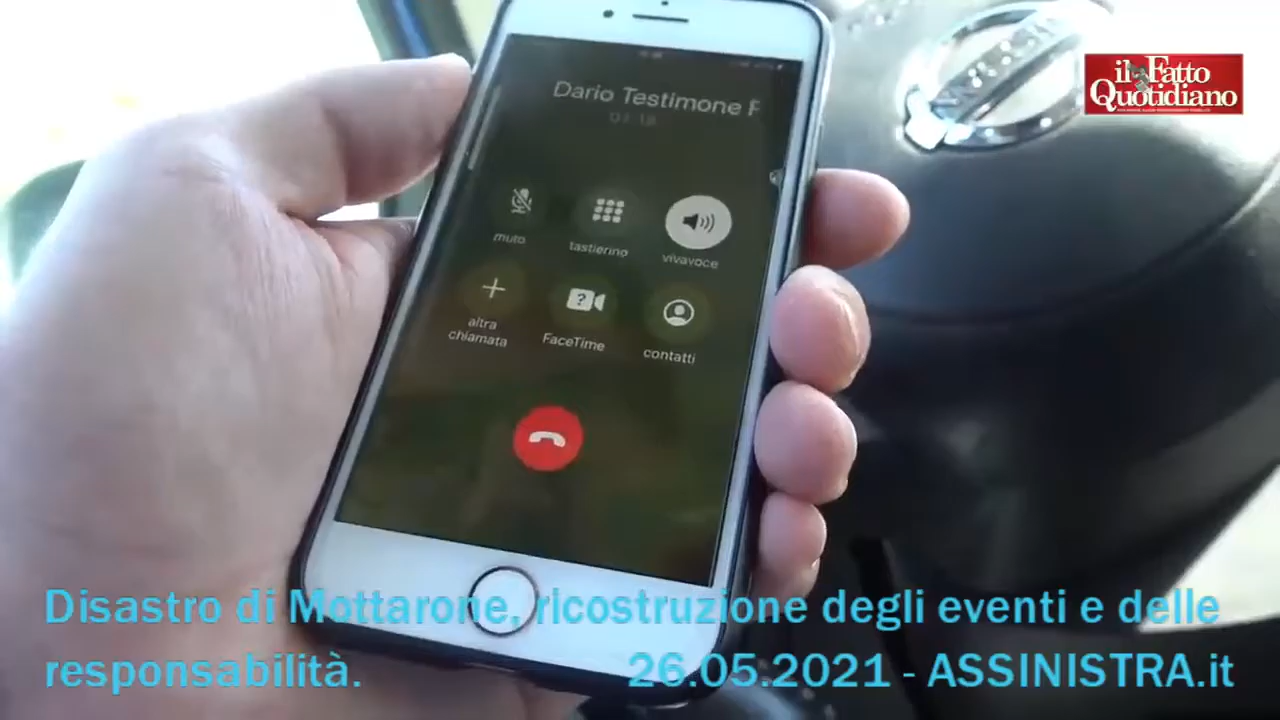 il Fatto
Quotidiano
Dario Testimone F
muto
tastierino
vivavoce
altra
chiamata
FaceTime
contatti
Disastro di Mottarone, ricostruzione degli eventi e delle
responsabilità. 26.05.2021 - ASSINISTRA.it